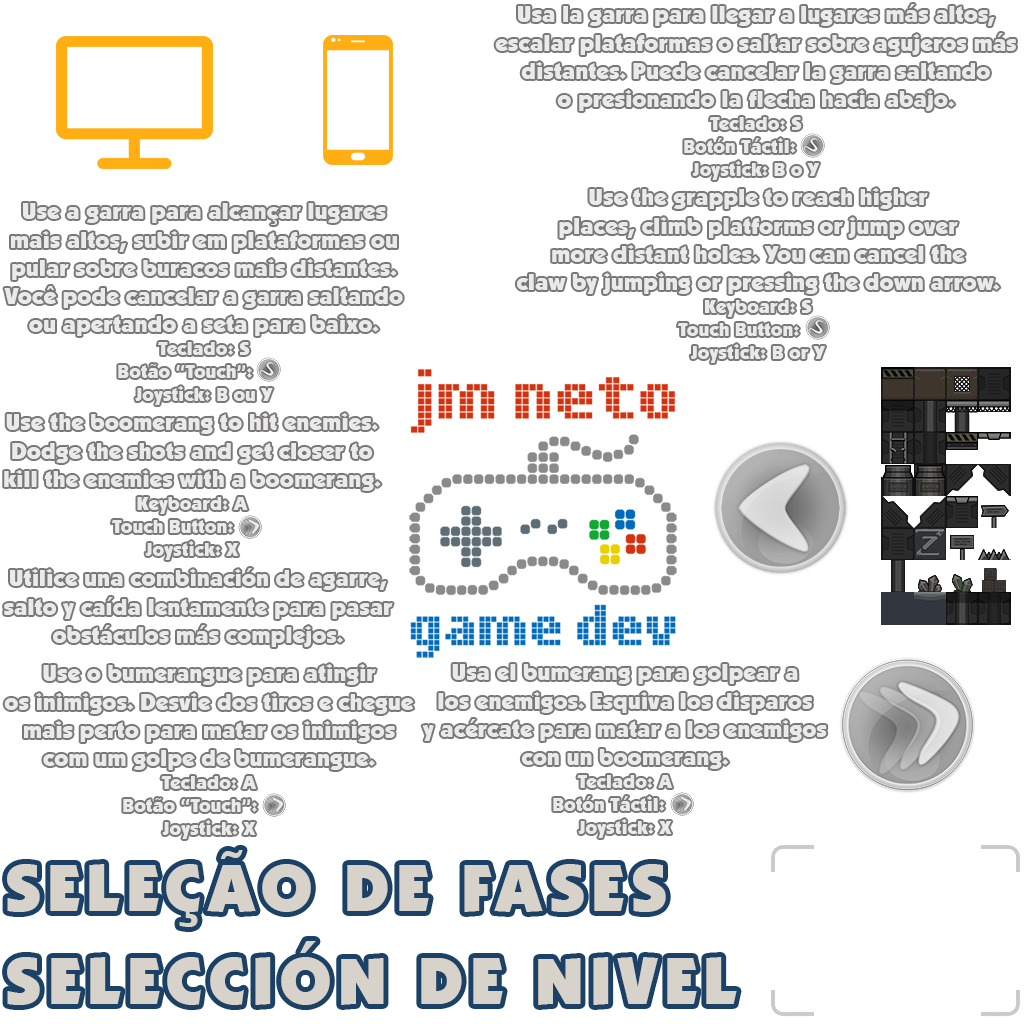 Usa la garra para llegar a lugares más altos,
escalar plataformas o saltar sobre agujeros más
distantes. Puede cancelar la garra saltando
o presionando la flecha hacia abajo.
Teclado: S
Botón Táctil:
Joystick: B o Y
Use the grapple to reach higher
places, climb platforms or jump over
more distant holes. You can cancel the
claw by jumping or pressing the down arrow.
Keyboard: S
Touch Button:
Joystick: B or Y
Use a garra para alcançar lugares
mais altos, subir em plataformas ou
pular sobre buracos mais distantes.
Você pode cancelar a garra saltando
ou apertando a seta para baixo.
Teclado: S
Botão "Touch":
Joystick: B ou Y
Use the boomerang to hit enemies.
Dodge the shots and get closer to
kill the enemies with a boomerang.
Keyboard: A
Touch Button:
Joystick: X
Utilice una combinación de agarre,
salto y caída lentamente para pasar
obstáculos más complejos.
jm neto
game dev
Use o bumerangue para atingir
os inimigos. Desvie dos tiros e chegue
mais perto para matar os inimigos
com um golpe de bumerangue.
Teclado: A
Botão "Touch":
Joystick: X
Usa el bumerang para golpear a
los enemigos. Esquiva los disparos
y acércate para matar a los enemigos
con un boomerang.
Teclado: A
Botón Táctil:
Joystick: X
SELEÇÃO DE FASES
SELECCIÓN DE NIVEL